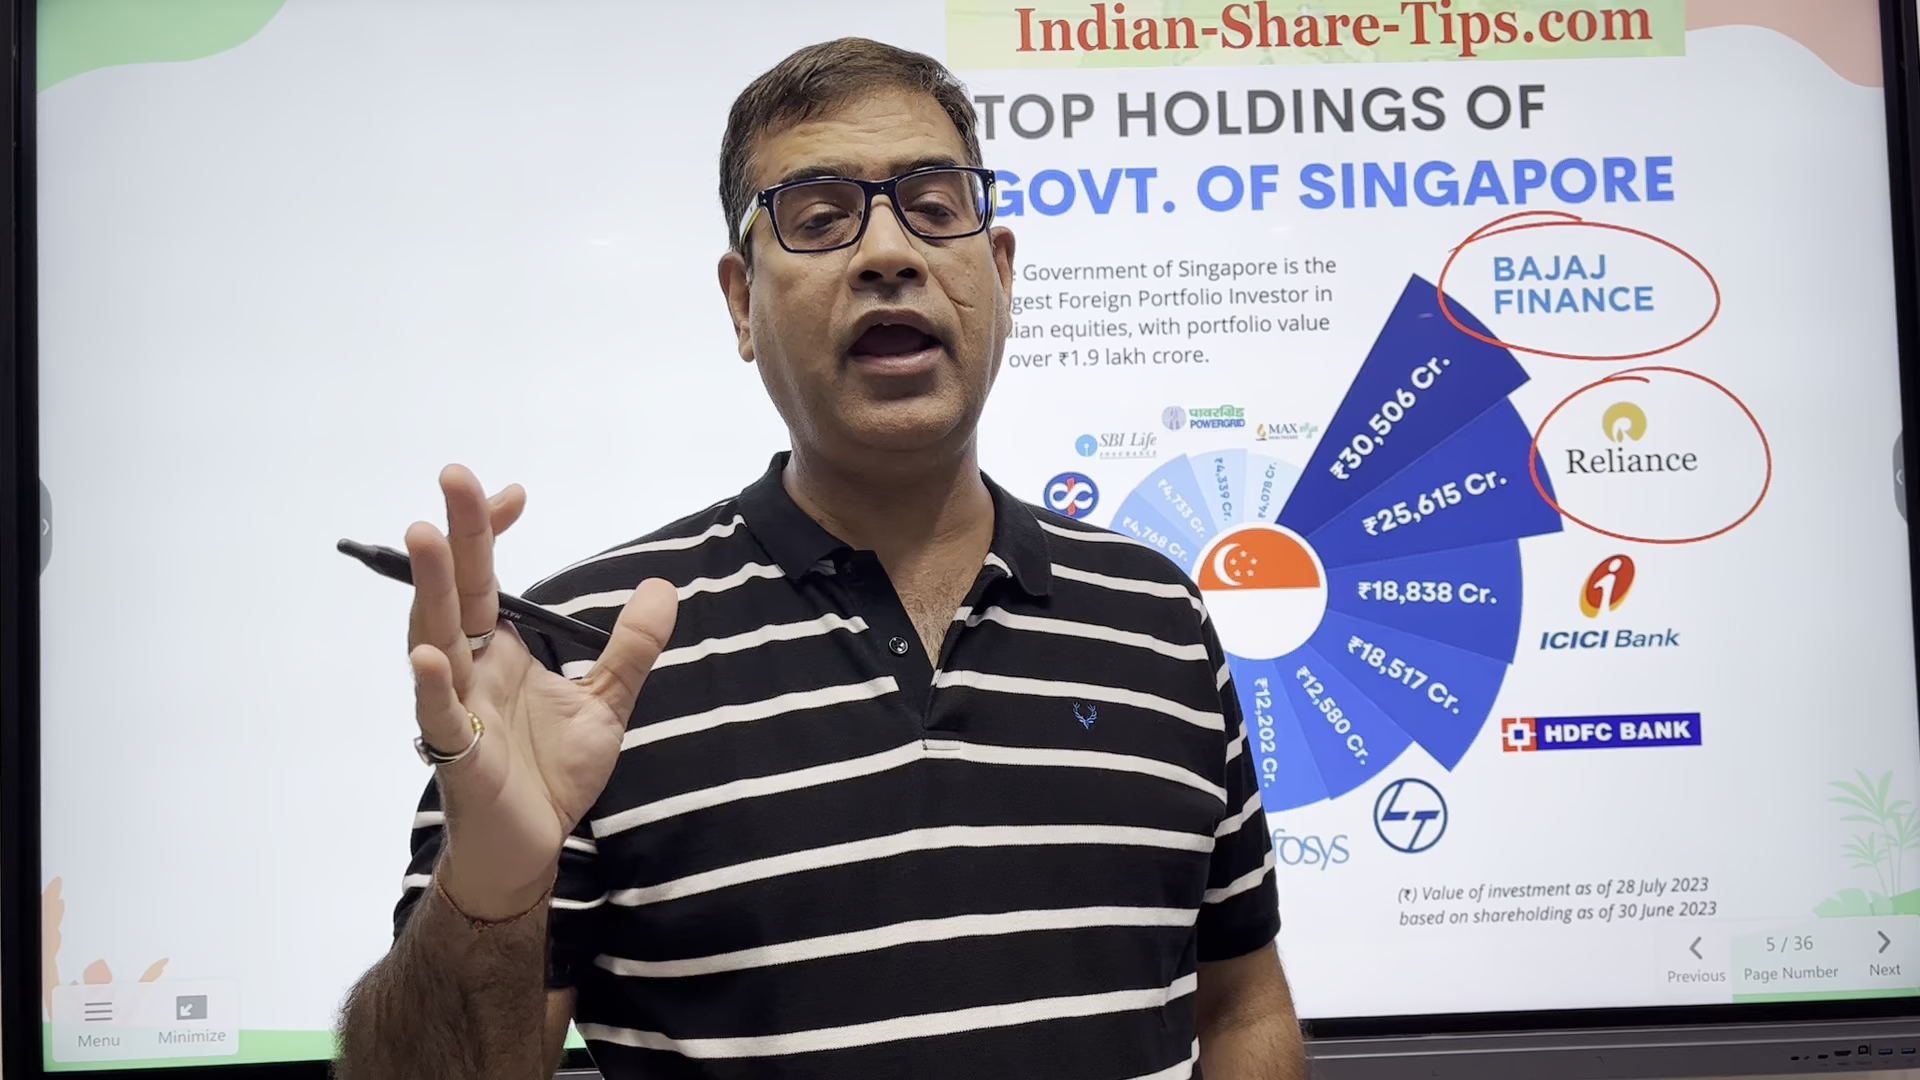 Indian-Share-Tips.com
TOP HOLDINGS OF
GOVT. OF SINGAPORE
Government of Singapore is the
gest Foreign Portfolio Investor in
ian equities, with portfolio value
over ₹1.9 lakh crore.
BAJAJ
FINANCE
Reliance
ICICI Bank
HDFC BANK
LT
fosys
SBI Life
INSURANCE
पावरग्रिड
POWERGRID
MAX
₹30,506 Cr.
₹25,615 Cr.
₹18,838 Cr.
₹18,517 Cr.
₹12,580 Cr.
₹12,202 Cr.
₹4,768 Cr.
₹4,733 Cr.
₹4,339 Cr.
₹4,078 Cr.
(₹) Value of investment as of 28 July 2023
based on shareholding as of 30 June 2023
Previous
5 / 36
Page Number
Next
Menu
Minimize